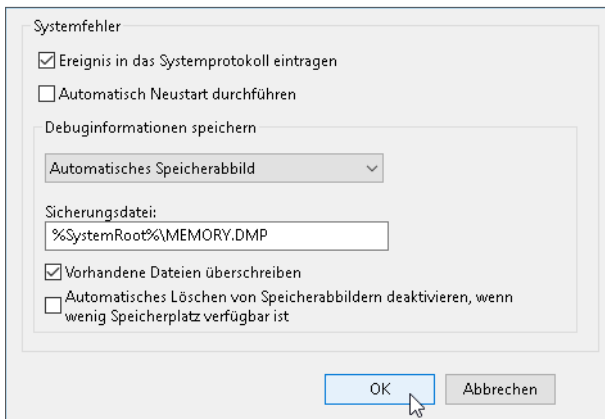 Systemfehler
Ereignis in das Systemprotokoll eintragen
Automatisch Neustart durchführen
Debuginformationen speichern
Automatisches Speicherabbild
Sicherungsdatei:
%SystemRoot%\MEMORY.DMP
Vorhandene Dateien überschreiben
Automatisches Löschen von Speicherabbildern deaktivieren, wenn
wenig Speicherplatz verfügbar ist
OK Abbrechen